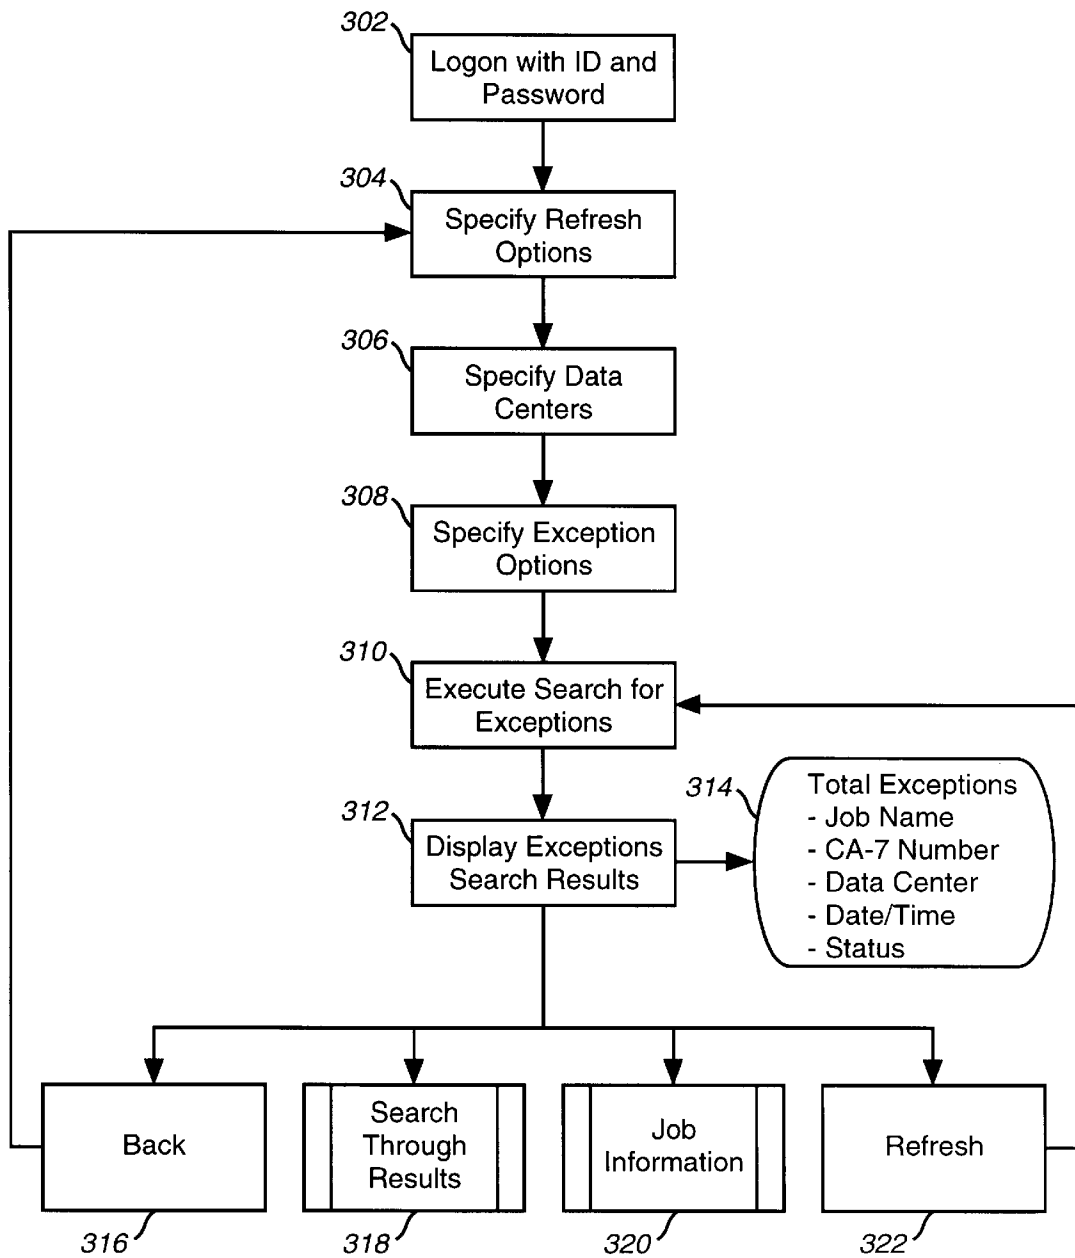 302
Logon with ID and
Password
304
Specify Refresh
Options
306
Specify Data
Centers
308
Specify Exception
Options
310
Execute Search for
Exceptions
312
Display Exceptions
Search Results
314
Total Exceptions
- Job Name
- CA-7 Number
- Data Center
- Date/Time
- Status
Back
316
Search
Through
Results
318
Job
Information
320
Refresh
322